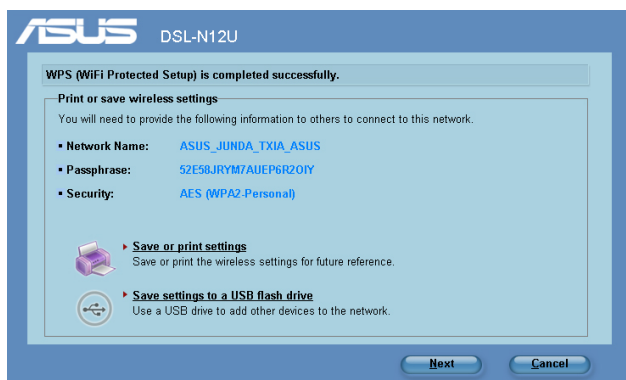 ASUS DSL-N12U
WPS (WiFi Protected Setup) is completed successfully.
Print or save wireless settings
You will need to provide the following information to others to connect to this network.
Network Name: ASUS_JUNDA_TXIA_ASUS
Passphrase: 52E58JRYM7AUEP6R2OIY
Security: AES (WPA2-Personal)
Save or print settings
Save or print the wireless settings for future reference.
Save settings to a USB flash drive
Use a USB drive to add other devices to the network.
Next Cancel